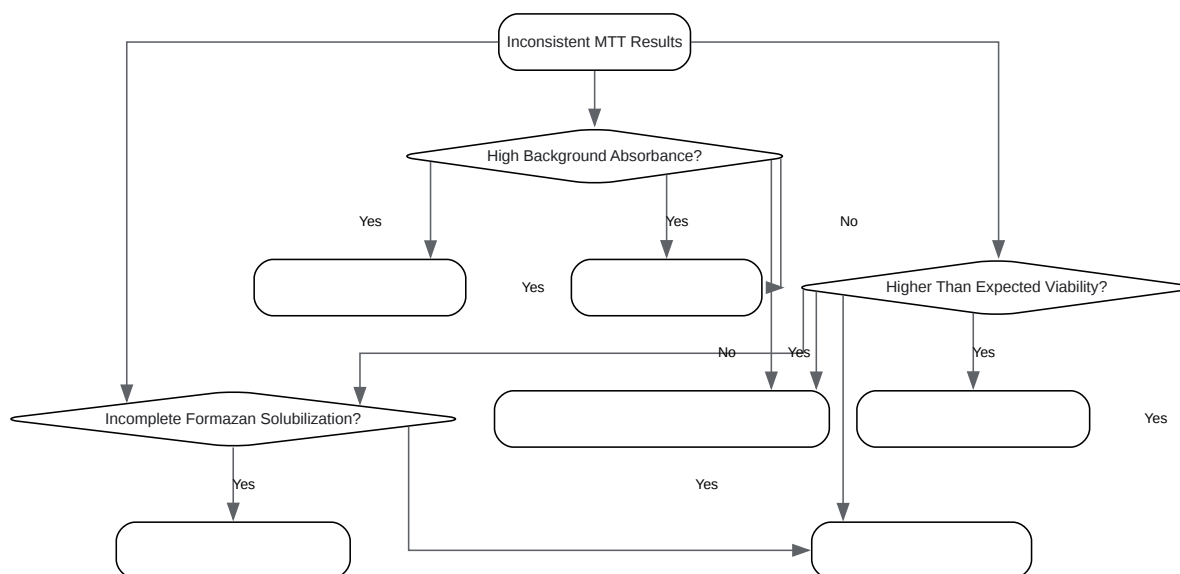 Inconsistent MTT Results
High Background Absorbance?
Yes
Yes
No
Yes
Higher Than Expected Viability?
No
Yes
Yes
Incomplete Formazan Solubilization?
Yes
Yes
Yes